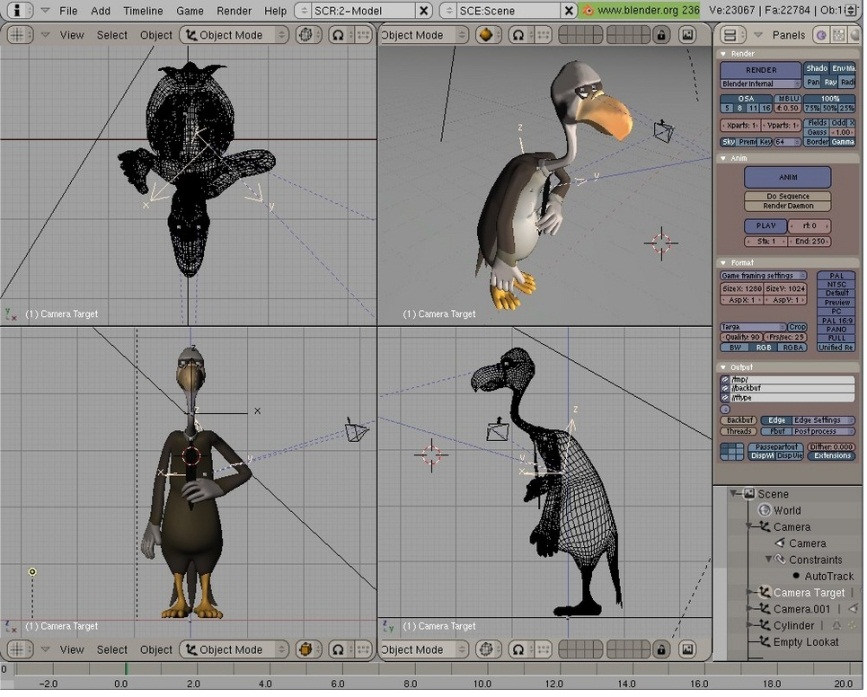 File Add Timeline Game Render Help SCR:2-Model SCE:Scene www.blender.org 236 Ve:23067 | Fa:22784 | Ob:1
View Select Object Object Mode
Object Mode
Panels
z
x
y
(1) Camera Target
z
y
(1) Camera Target
z
x
z
x
y
(1) Camera Target
z
y
(1) Camera Target
View Select Object Object Mode
Object Mode
Render
RENDER
Blender Internal
Shado EnvMa
Pan Ray Radi
OSA MBLU 100%
5 8 11 16 Bf: 0.50 75% 50% 25%
Xparts: 1 Yparts: 1 Fields Odd X
Gauss 1.00
Sky Premi Key 64 Border Gamma
Anim
ANIM
Do Sequence
Render Daemon
PLAY rt: 0
Sta: 1 End: 250
Format
Game framing settings PAL
SizeX: 1280 SizeY: 1024 NTSC
AspX: 1 AspY: 1 Default
Preview
PC
Targa Crop PAL 16:9
Quality: 90 Frs/sec: 25 PANO
FULL
BW RGB RGBA Unified Re
Output
/tmp/
//backbuf
//ftype
Backbuf Edge Edge Settings
Threads Fbuf Postprocess
Passepartout Dither: 0.000
DispWi DispVie Extensions
Scene
World
Camera
Camera
Constraints
AutoTrack
Camera Target
Camera.001
Cylinder
Empty Lookat
0
-2.0 0.0 2.0 4.0 6.0 8.0 10.0 12.0 14.0 16.0 18.0 20.0